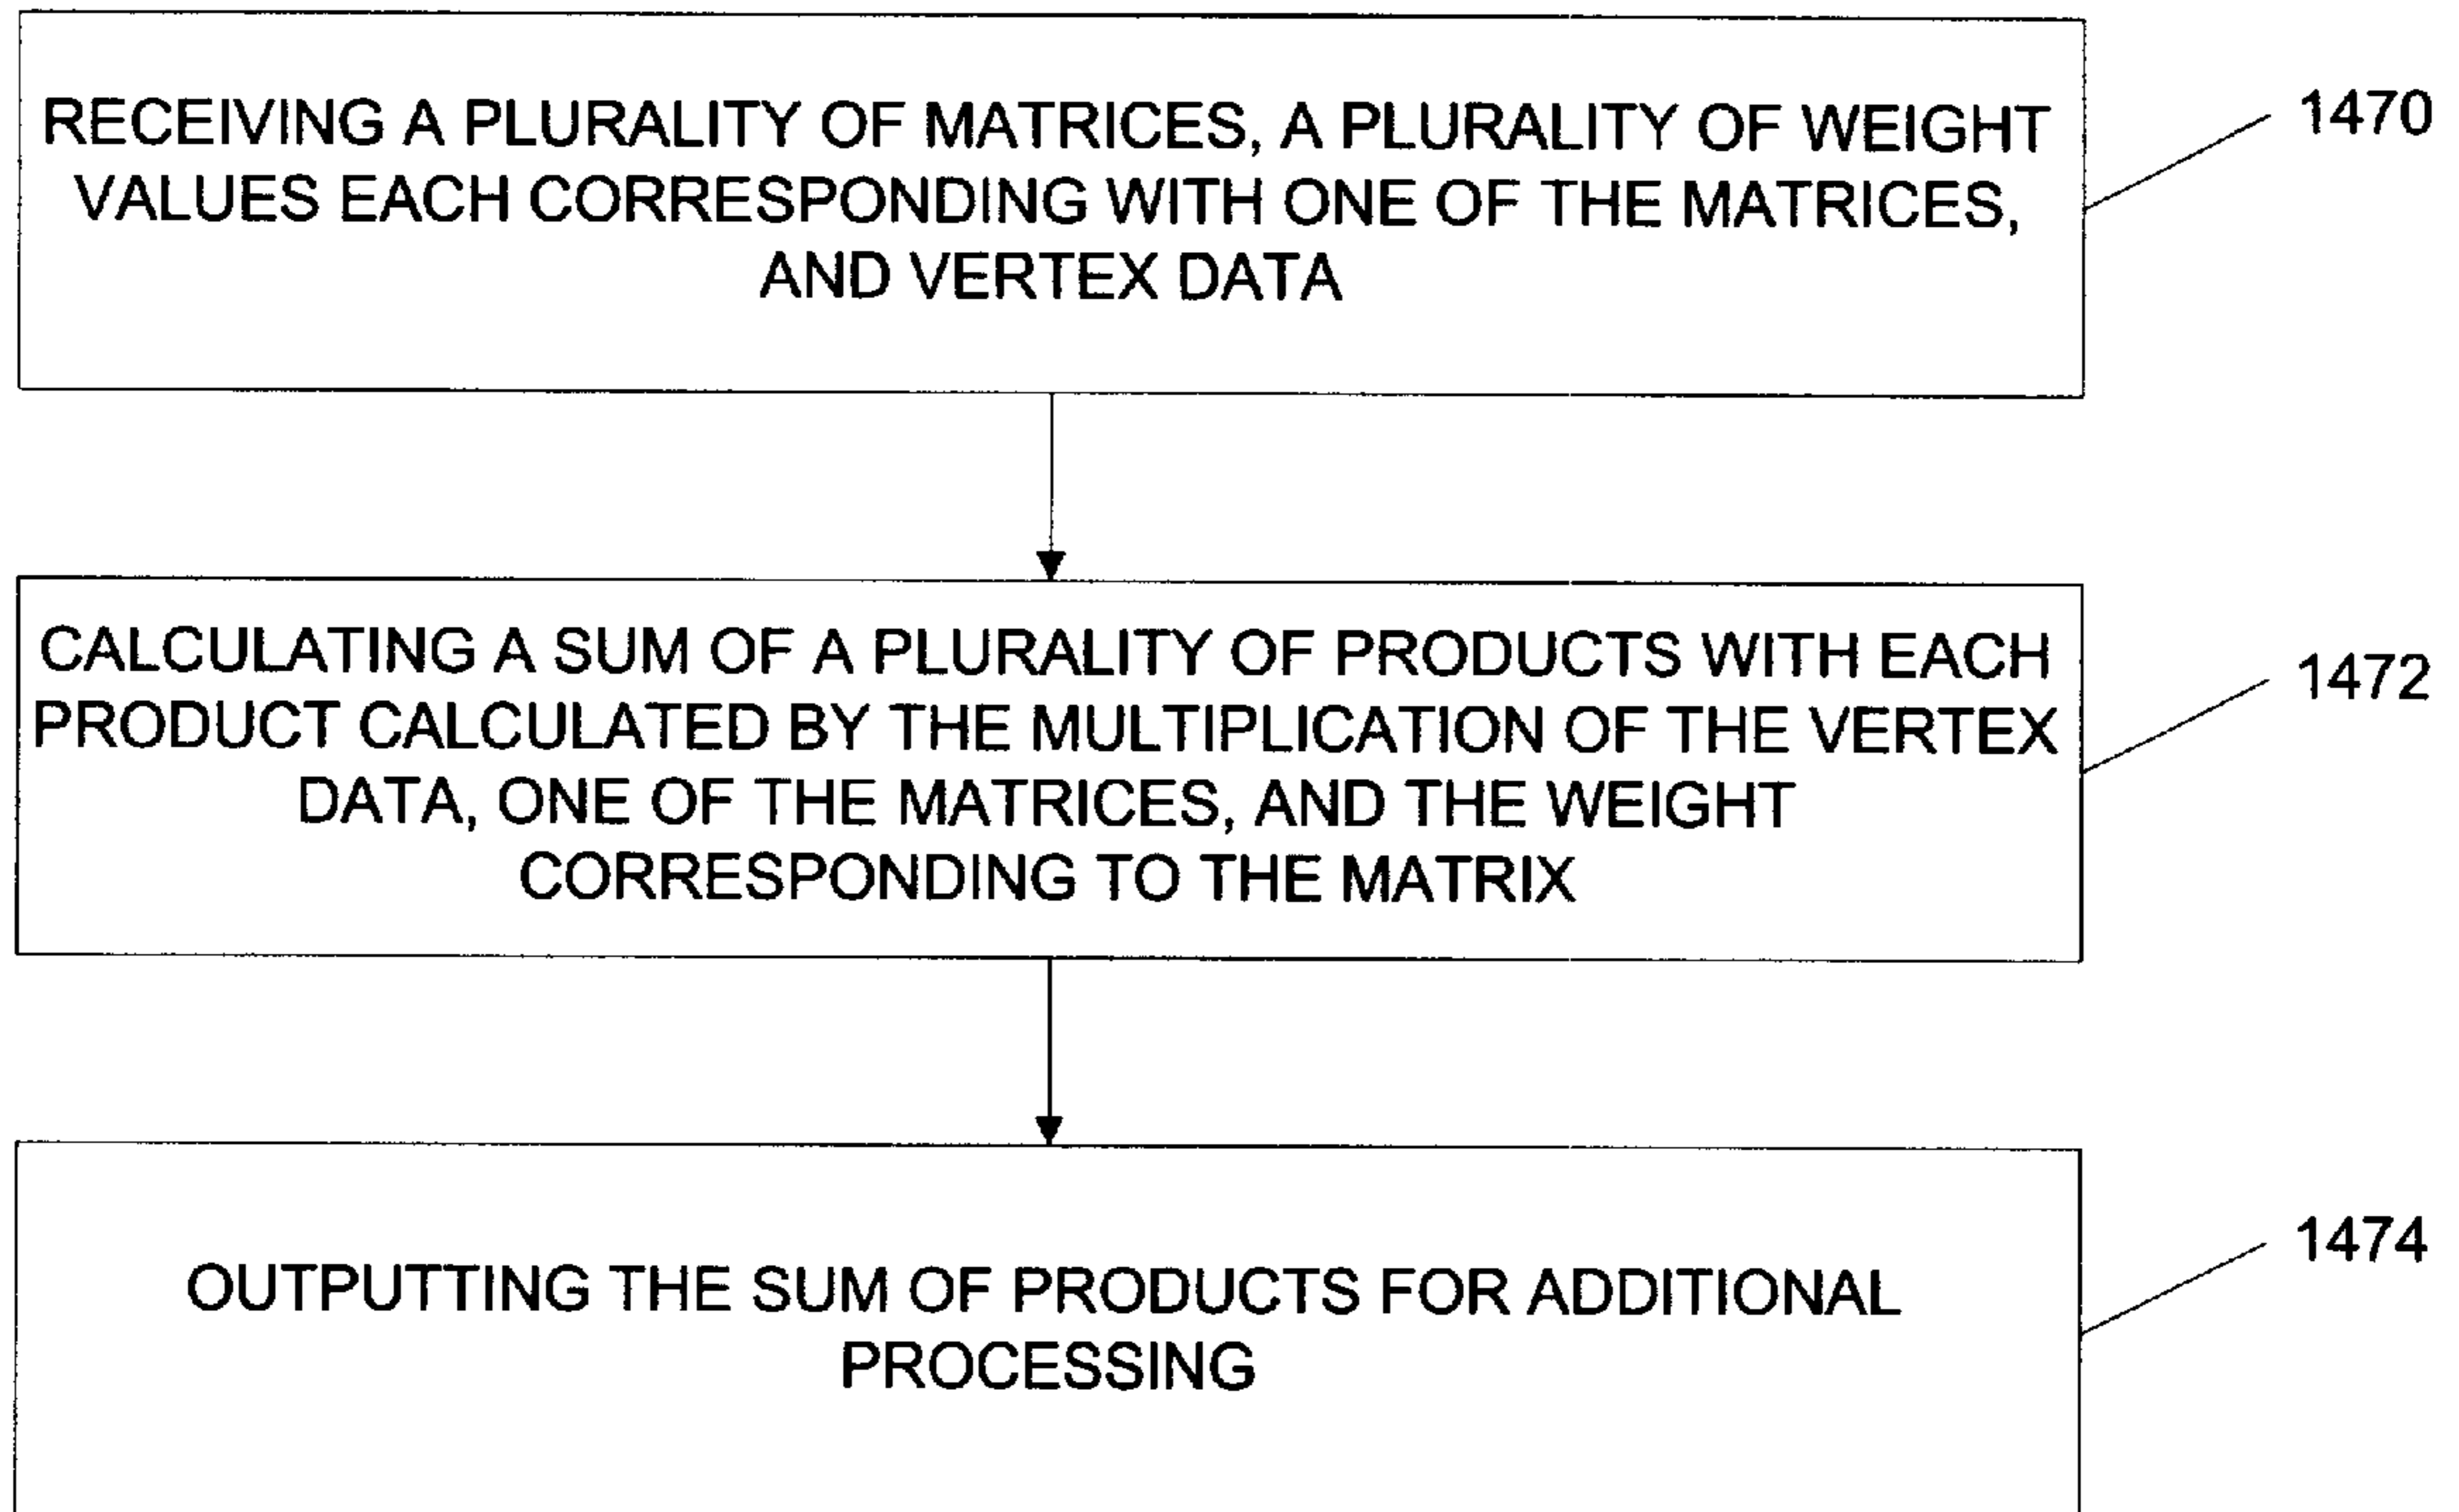 RECEIVING A PLURALITY OF MATRICES, A PLURALITY OF WEIGHT
VALUES EACH CORRESPONDING WITH ONE OF THE MATRICES,
AND VERTEX DATA
1470
CALCULATING A SUM OF A PLURALITY OF PRODUCTS WITH EACH
PRODUCT CALCULATED BY THE MULTIPLICATION OF THE VERTEX
DATA, ONE OF THE MATRICES, AND THE WEIGHT
CORRESPONDING TO THE MATRIX
1472
OUTPUTTING THE SUM OF PRODUCTS FOR ADDITIONAL
PROCESSING
1474